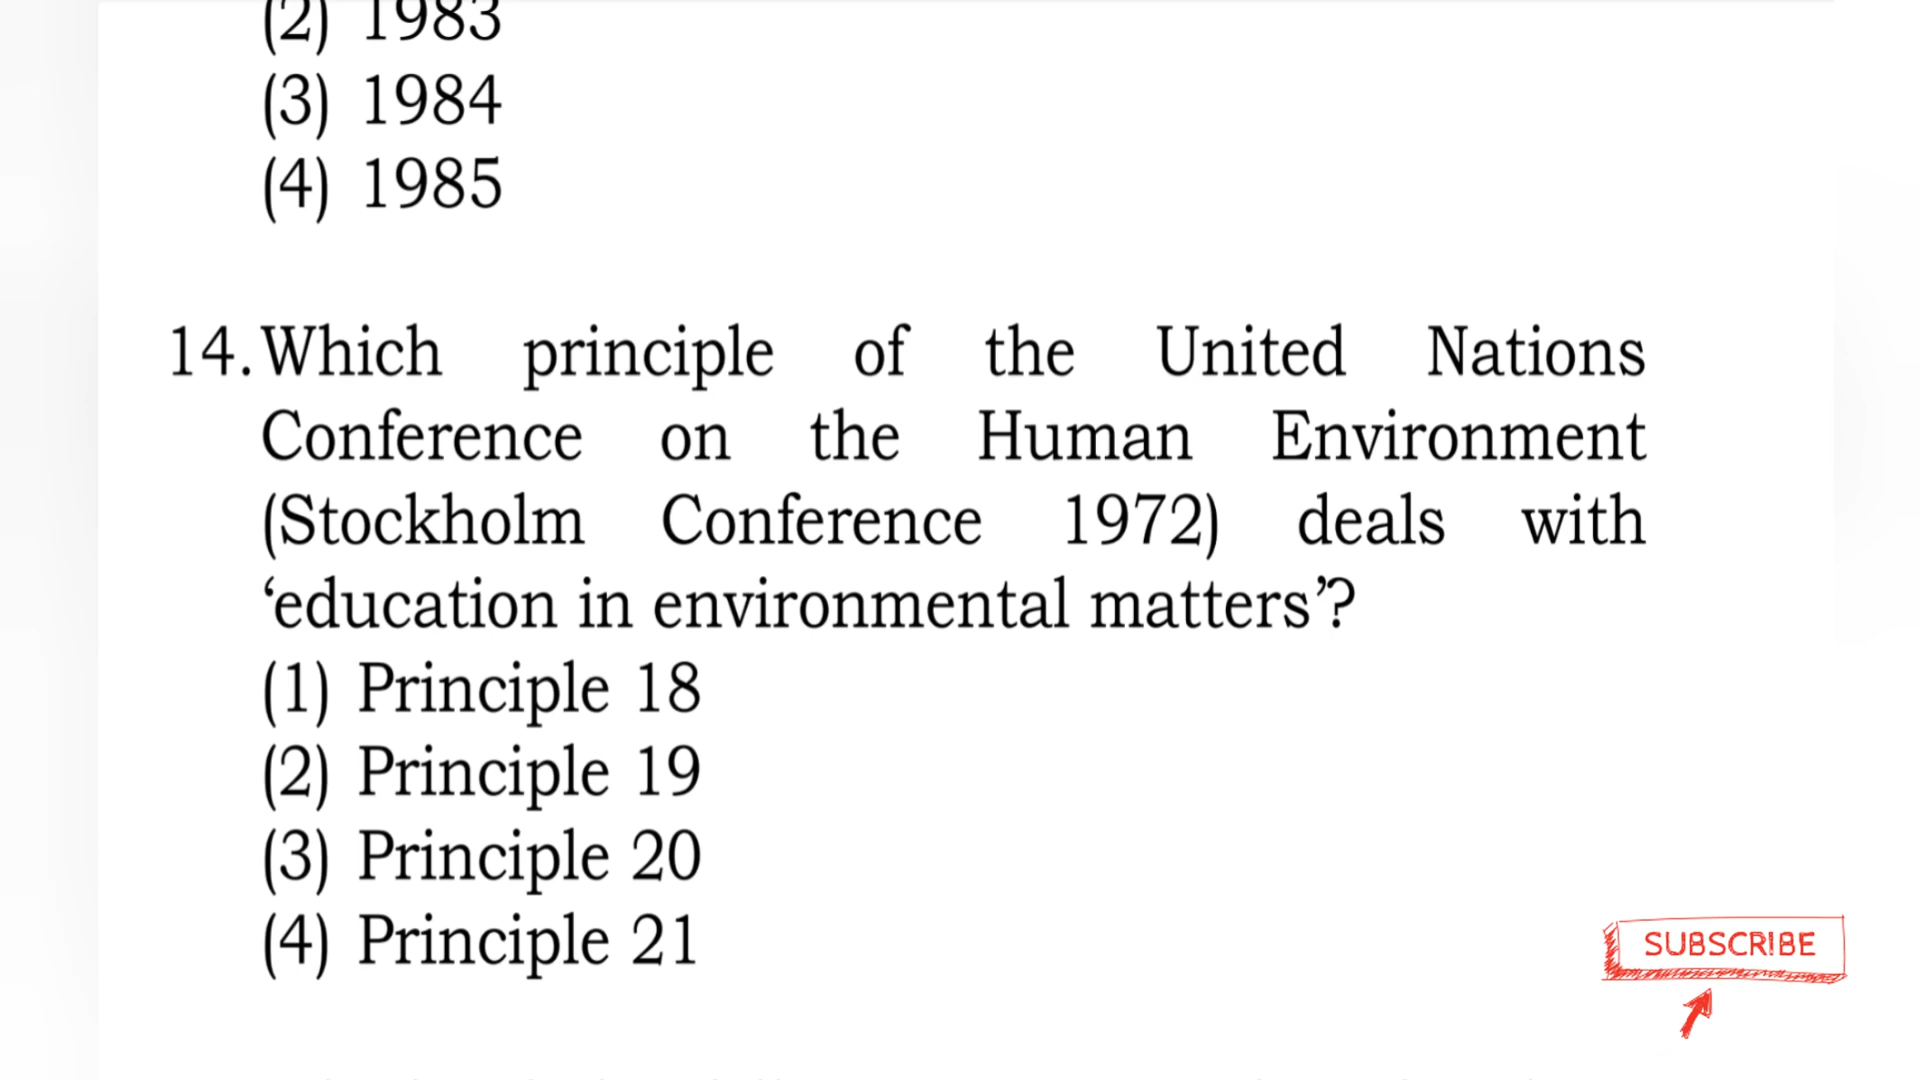 (2) 1983
(3) 1984
(4) 1985
14. Which principle of the United Nations
Conference on the Human Environment
(Stockholm Conference 1972) deals with
‘education in environmental matters’?
(1) Principle 18
(2) Principle 19
(3) Principle 20
(4) Principle 21
SUBSCRIBE